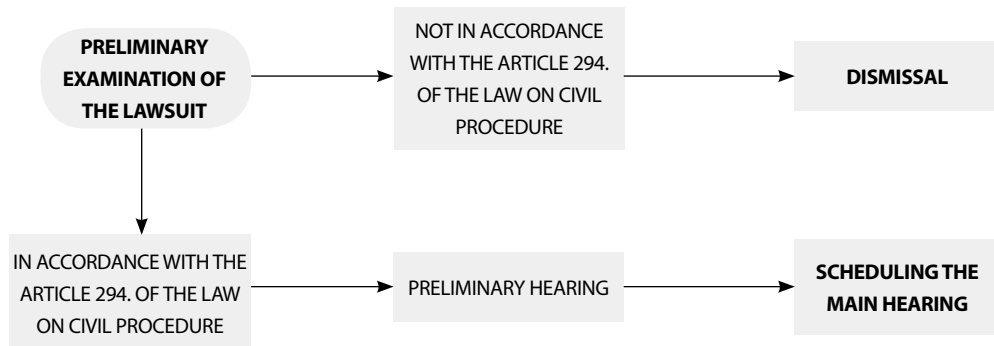 PRELIMINARY
EXAMINATION OF
THE LAWSUIT
NOT IN ACCORDANCE
WITH THE ARTICLE 294.
OF THE LAW ON CIVIL
PROCEDURE
DISMISSAL
IN ACCORDANCE WITH THE
ARTICLE 294. OF THE LAW
ON CIVIL PROCEDURE
PRELIMINARY HEARING
SCHEDULING THE
MAIN HEARING